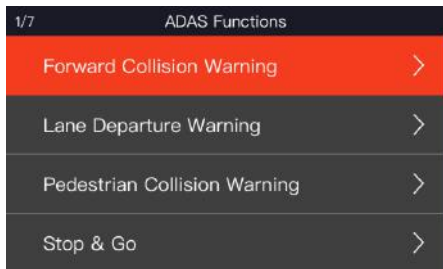 1/7 ADAS Functions
Forward Collision Warning
Lane Departure Warning
Pedestrian Collision Warning
Stop & Go